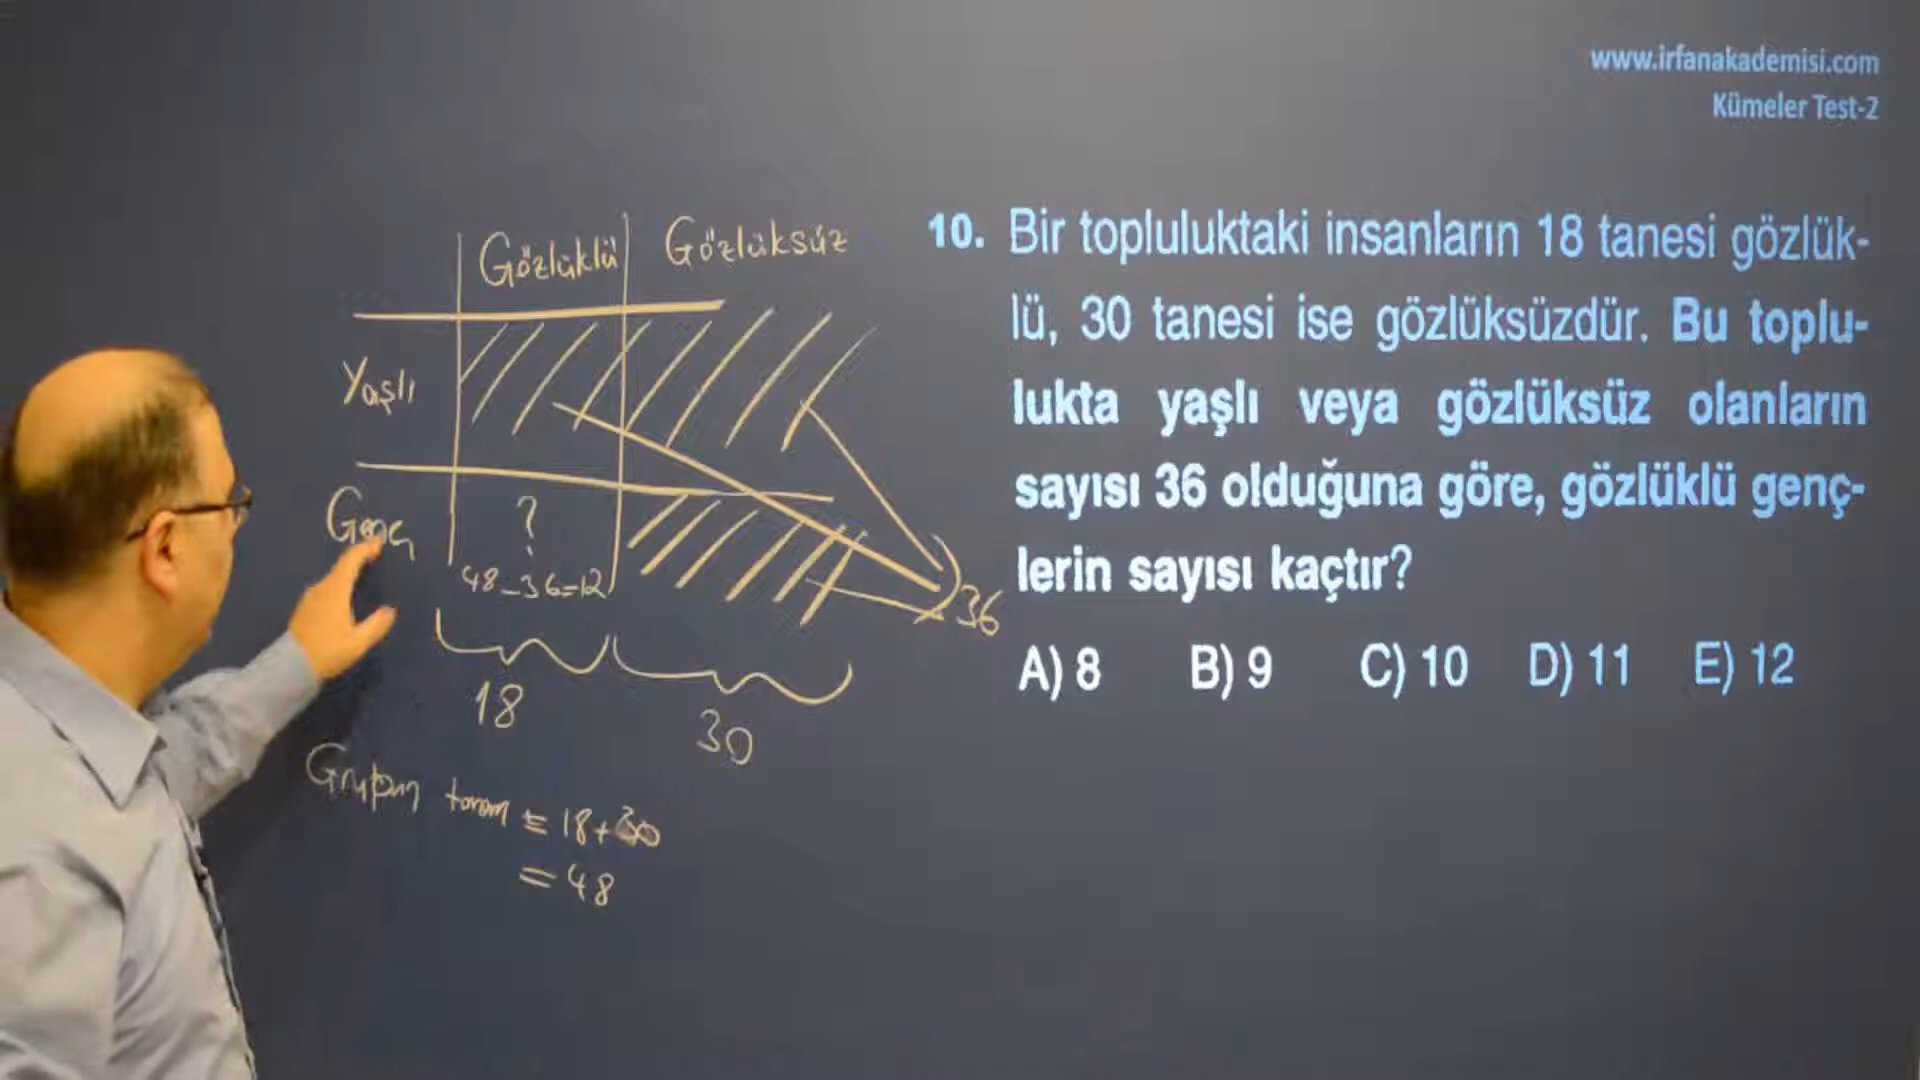 www.irfanakademisi.com
Kümeler Test-2
10. Bir topluluktaki insanların 18 tanesi gözlük-
lü, 30 tanesi ise gözlüksüzdür. Bu toplu-
lukta yaşlı veya gözlüksüz olanların
sayısı 36 olduğuna göre, gözlüklü genç-
lerin sayısı kaçtır?
A) 8 B) 9 C) 10 D) 11 E) 12
Gözlüklü Gözlüksüz
Yaşlı
Genç ?
48-36=12
36
18 30
Grubun tamamı = 18+30
= 48